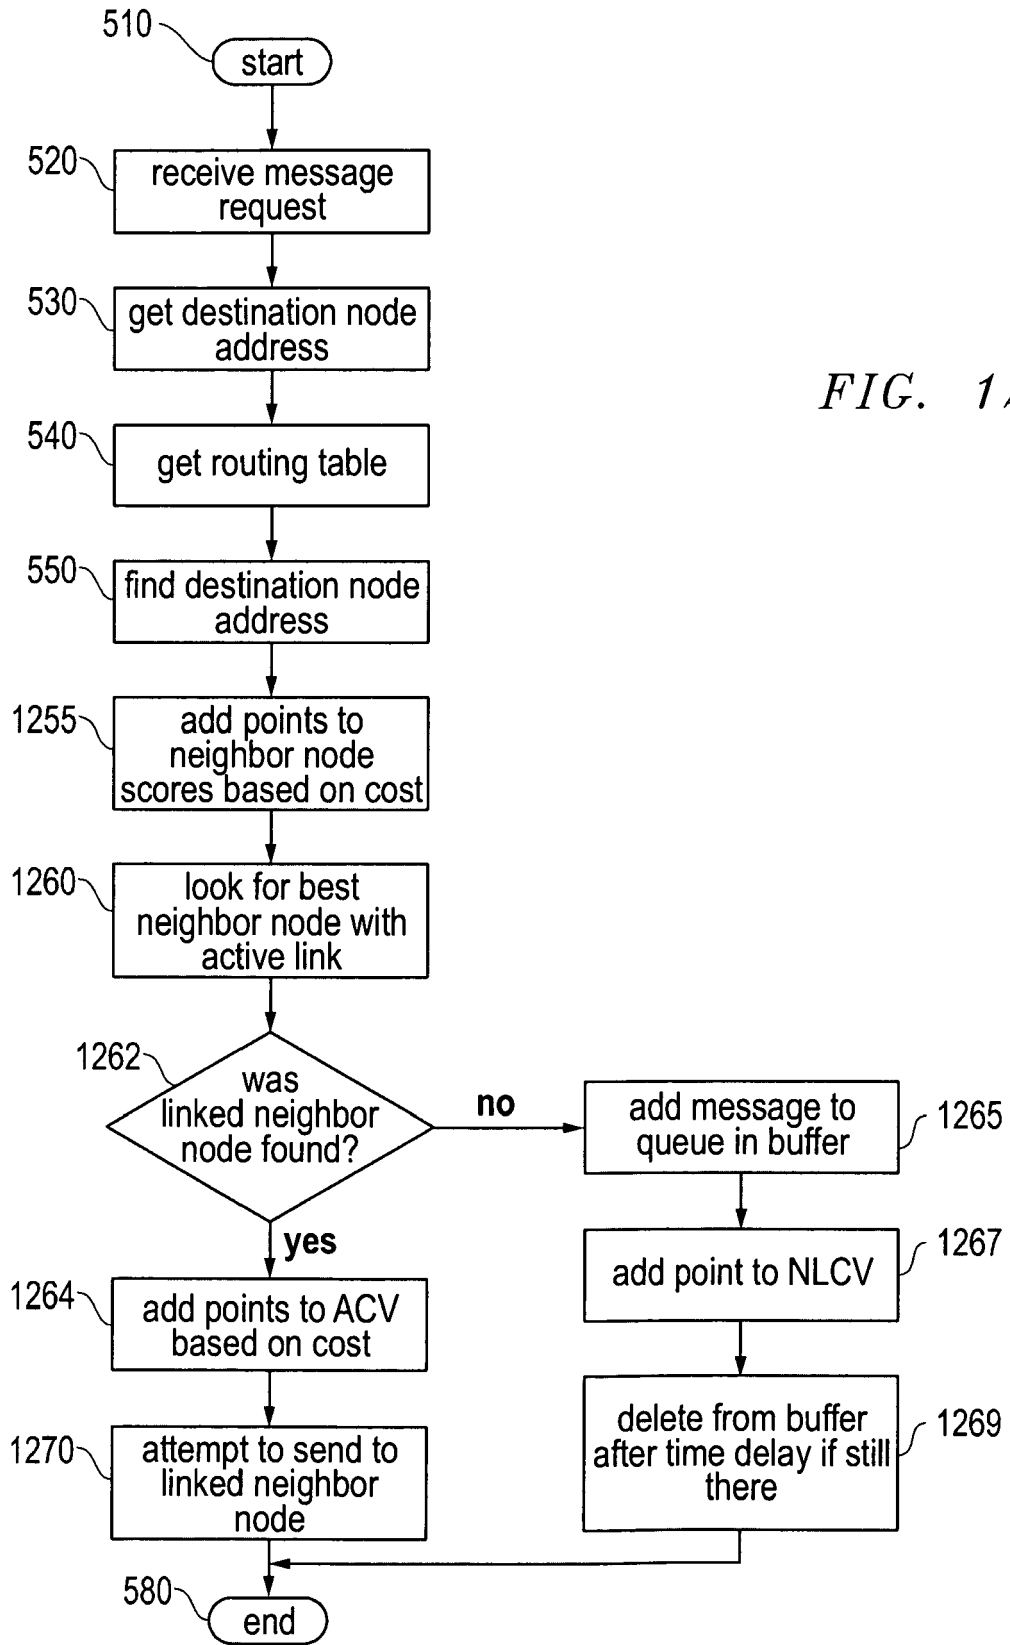 510
start
520
receive message
request
530
get destination node
address
FIG. 1
540
get routing table
550
find destination node
address
1255
add points to
neighbor node
scores based on cost
1260
look for best
neighbor node with
active link
1262
was
linked neighbor
node found?
no
add message to
queue in buffer
1265
yes
add point to NLCV
1267
1264
add points to ACV
based on cost
delete from buffer
after time delay if still
there
1269
1270
attempt to send to
linked neighbor
node
580
end